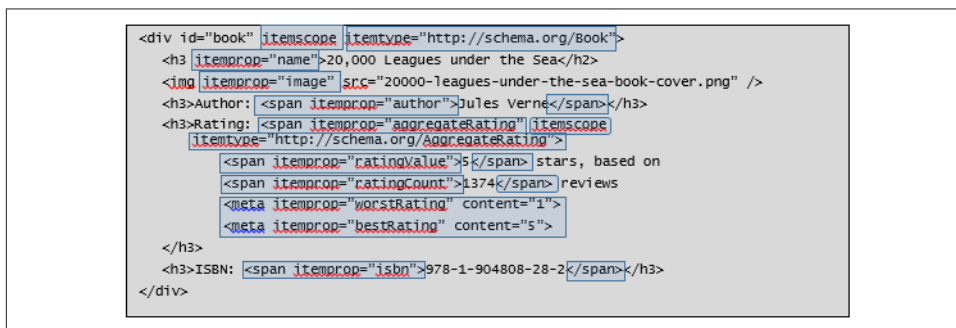 <div id="book" itemscope itemtype="http://schema.org/Book">
<h3 itemprop="name">20,000 Leagues under the Sea</h2>
<img itemprop="image" src="20000-leagues-under-the-sea-book-cover.png" />
<h3>Author: <span itemprop="author">Jules Verne</span></h3>
<h3>Rating: <span itemprop="aggregateRating" itemscope
itemtype="http://schema.org/AggregateRating">
<span itemprop="ratingValue">5</span> stars, based on
<span itemprop="ratingCount">1374</span> reviews
<meta itemprop="worstRating" content="1">
<meta itemprop="bestRating" content="5">
</h3>
<h3>ISBN: <span itemprop="isbn">978-1-904808-28-2</span></h3>
</div>